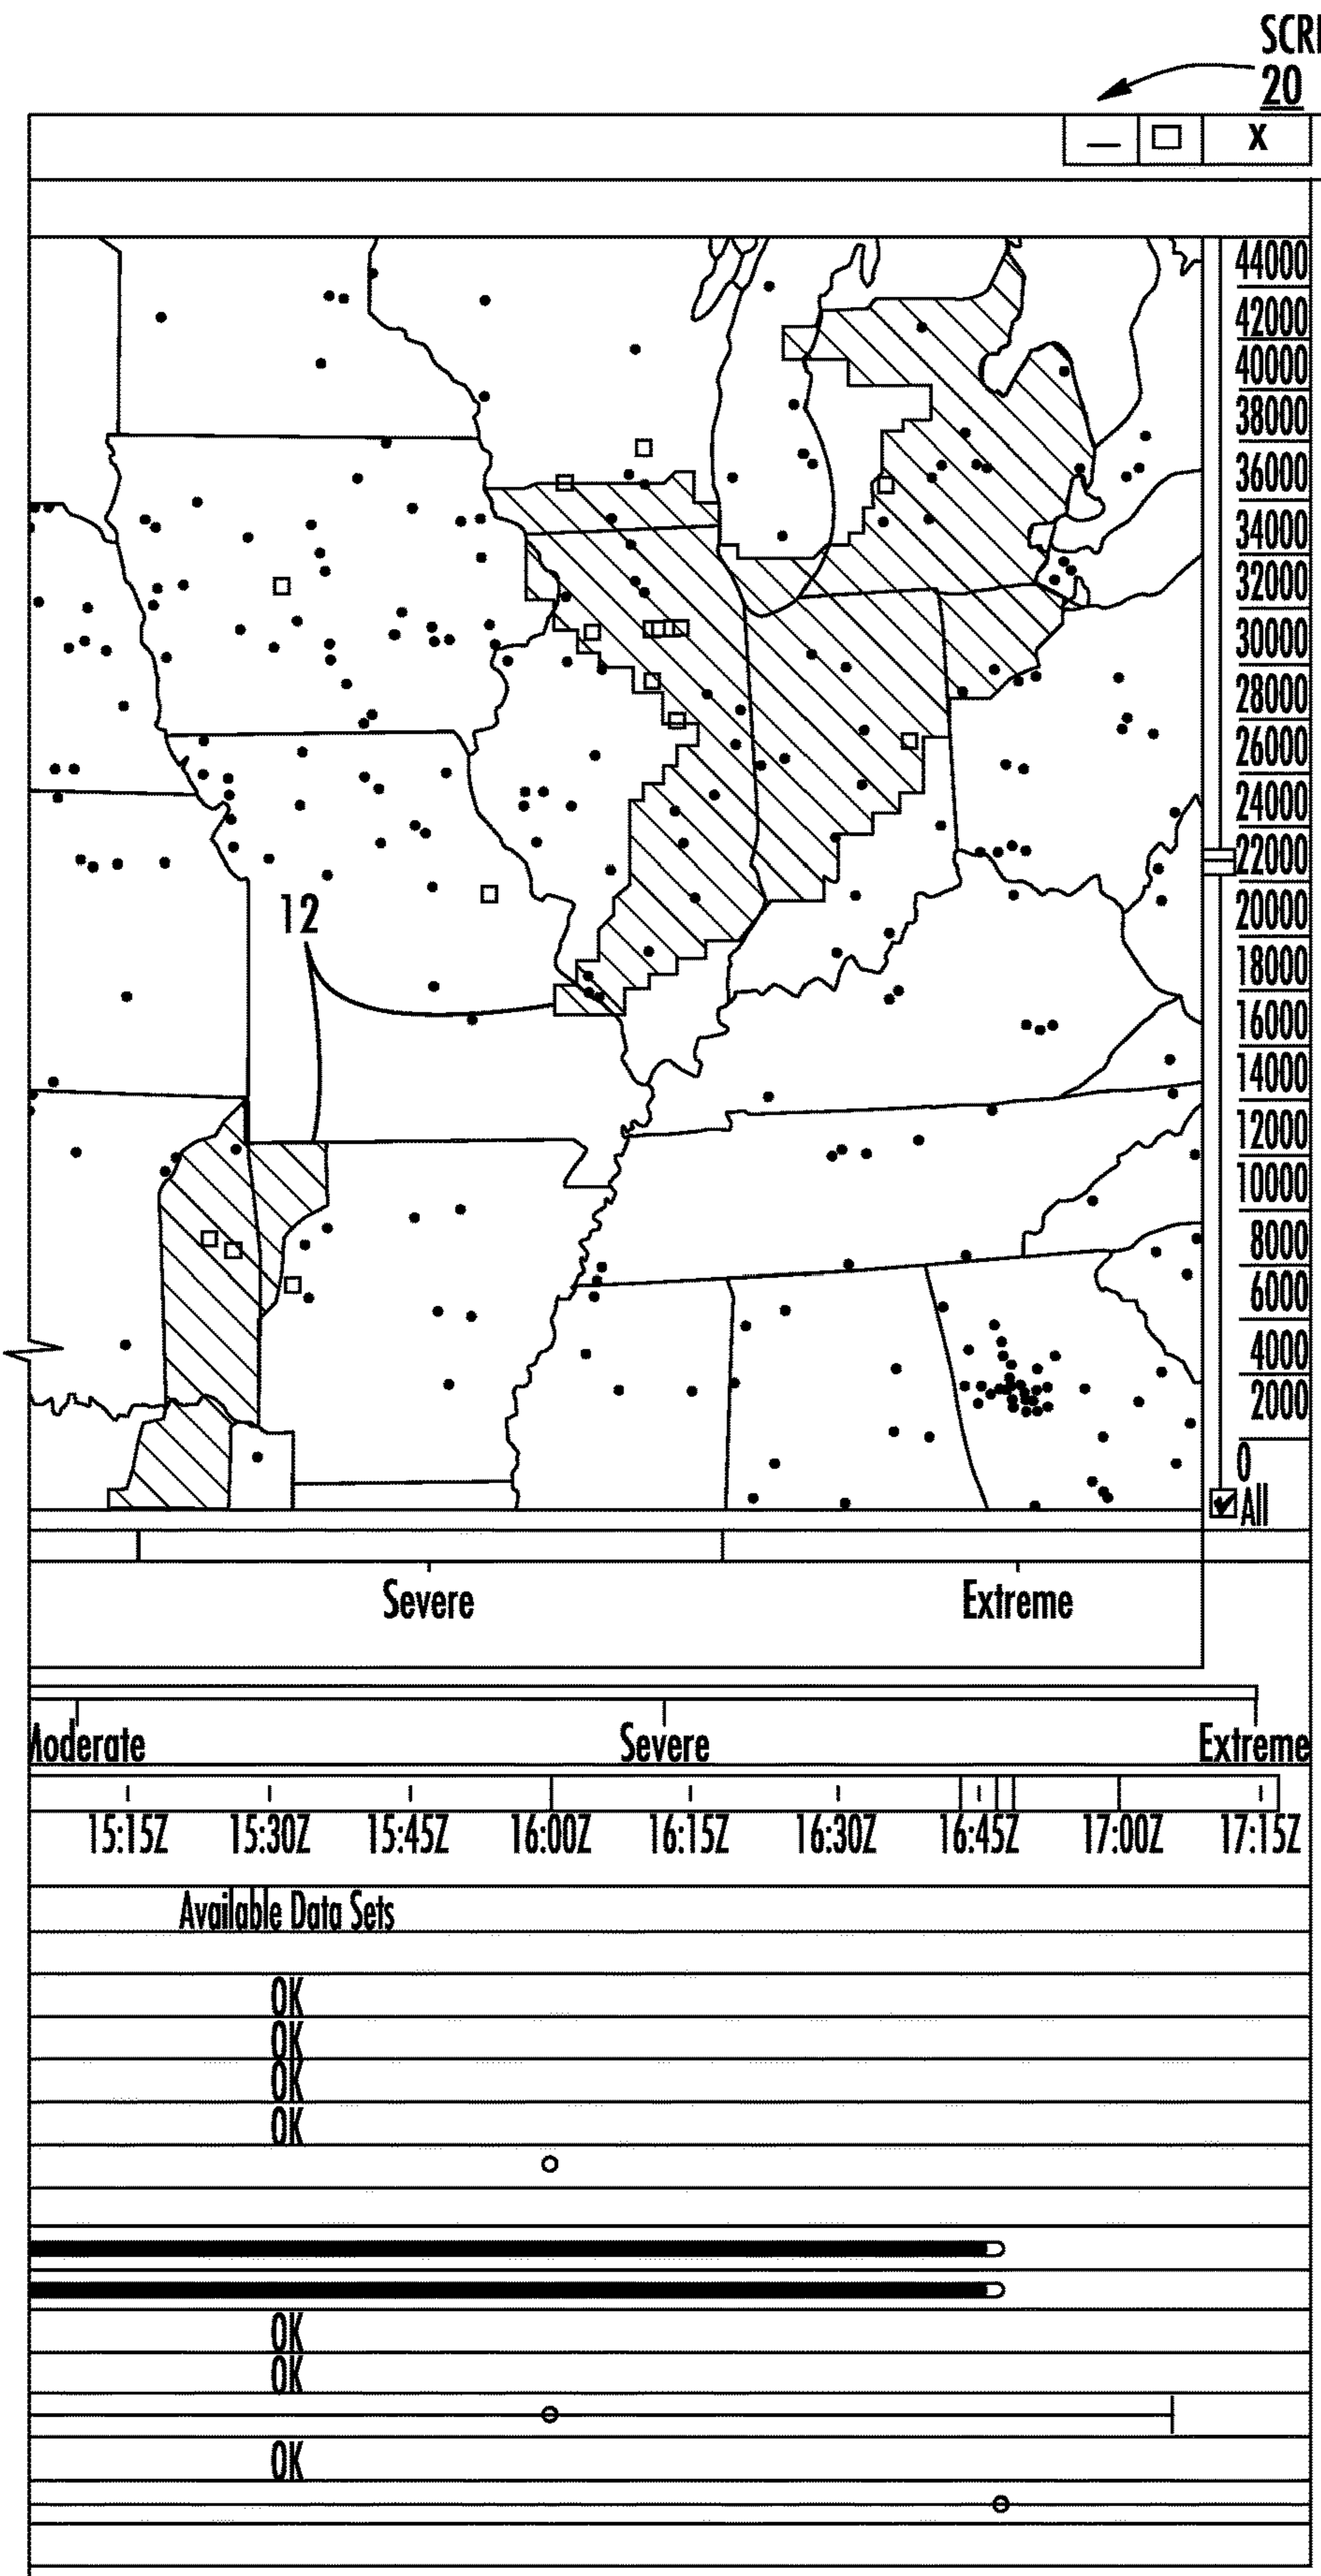 SCRE
20
x
44000
42000
40000
38000
36000
34000
32000
30000
28000
26000
24000
22000
12
20000
18000
16000
14000
12000
10000
8000
6000
4000
2000
0
All
Severe Extreme
Moderate Severe Extreme
15:15Z 15:30Z 15:45Z 16:00Z 16:15Z 16:30Z 16:45Z 17:00Z 17:15Z
Available Data Sets
OK
OK
OK
OK
OK
OK
OK